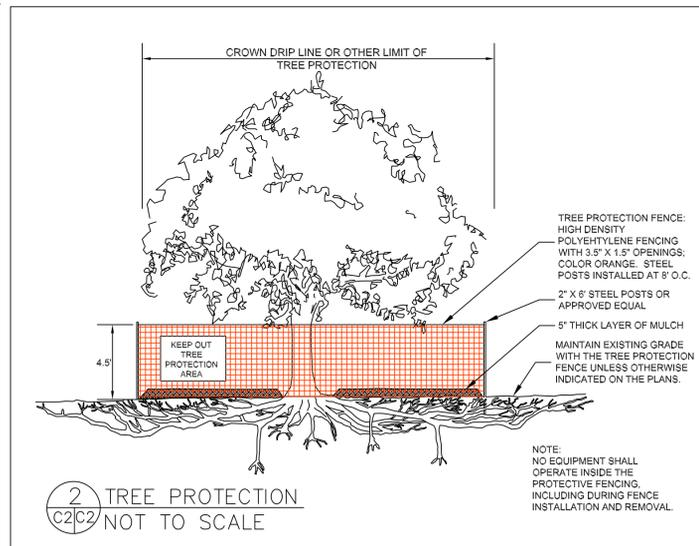 CROWN DRIP LINE OR OTHER LIMIT OF
TREE PROTECTION
TREE PROTECTION FENCE:
HIGH DENSITY
POLYEHTYLENE FENCING
WITH 3.5" X 1.5" OPENINGS;
COLOR ORANGE. STEEL
POSTS INSTALLED AT 8' O.C.
2" X 6' STEEL POSTS OR
APPROVED EQUAL
5" THICK LAYER OF MULCH
MAINTAIN EXISTING GRADE
WITH THE TREE PROTECTION
FENCE UNLESS OTHERWISE
INDICATED ON THE PLANS.
4.5'
KEEP OUT
TREE
PROTECTION
AREA
NOTE:
NO EQUIPMENT SHALL
OPERATE INSIDE THE
PROTECTIVE FENCING,
INCLUDING DURING FENCE
INSTALLATION AND REMOVAL.
2
C2 C2
TREE PROTECTION
NOT TO SCALE